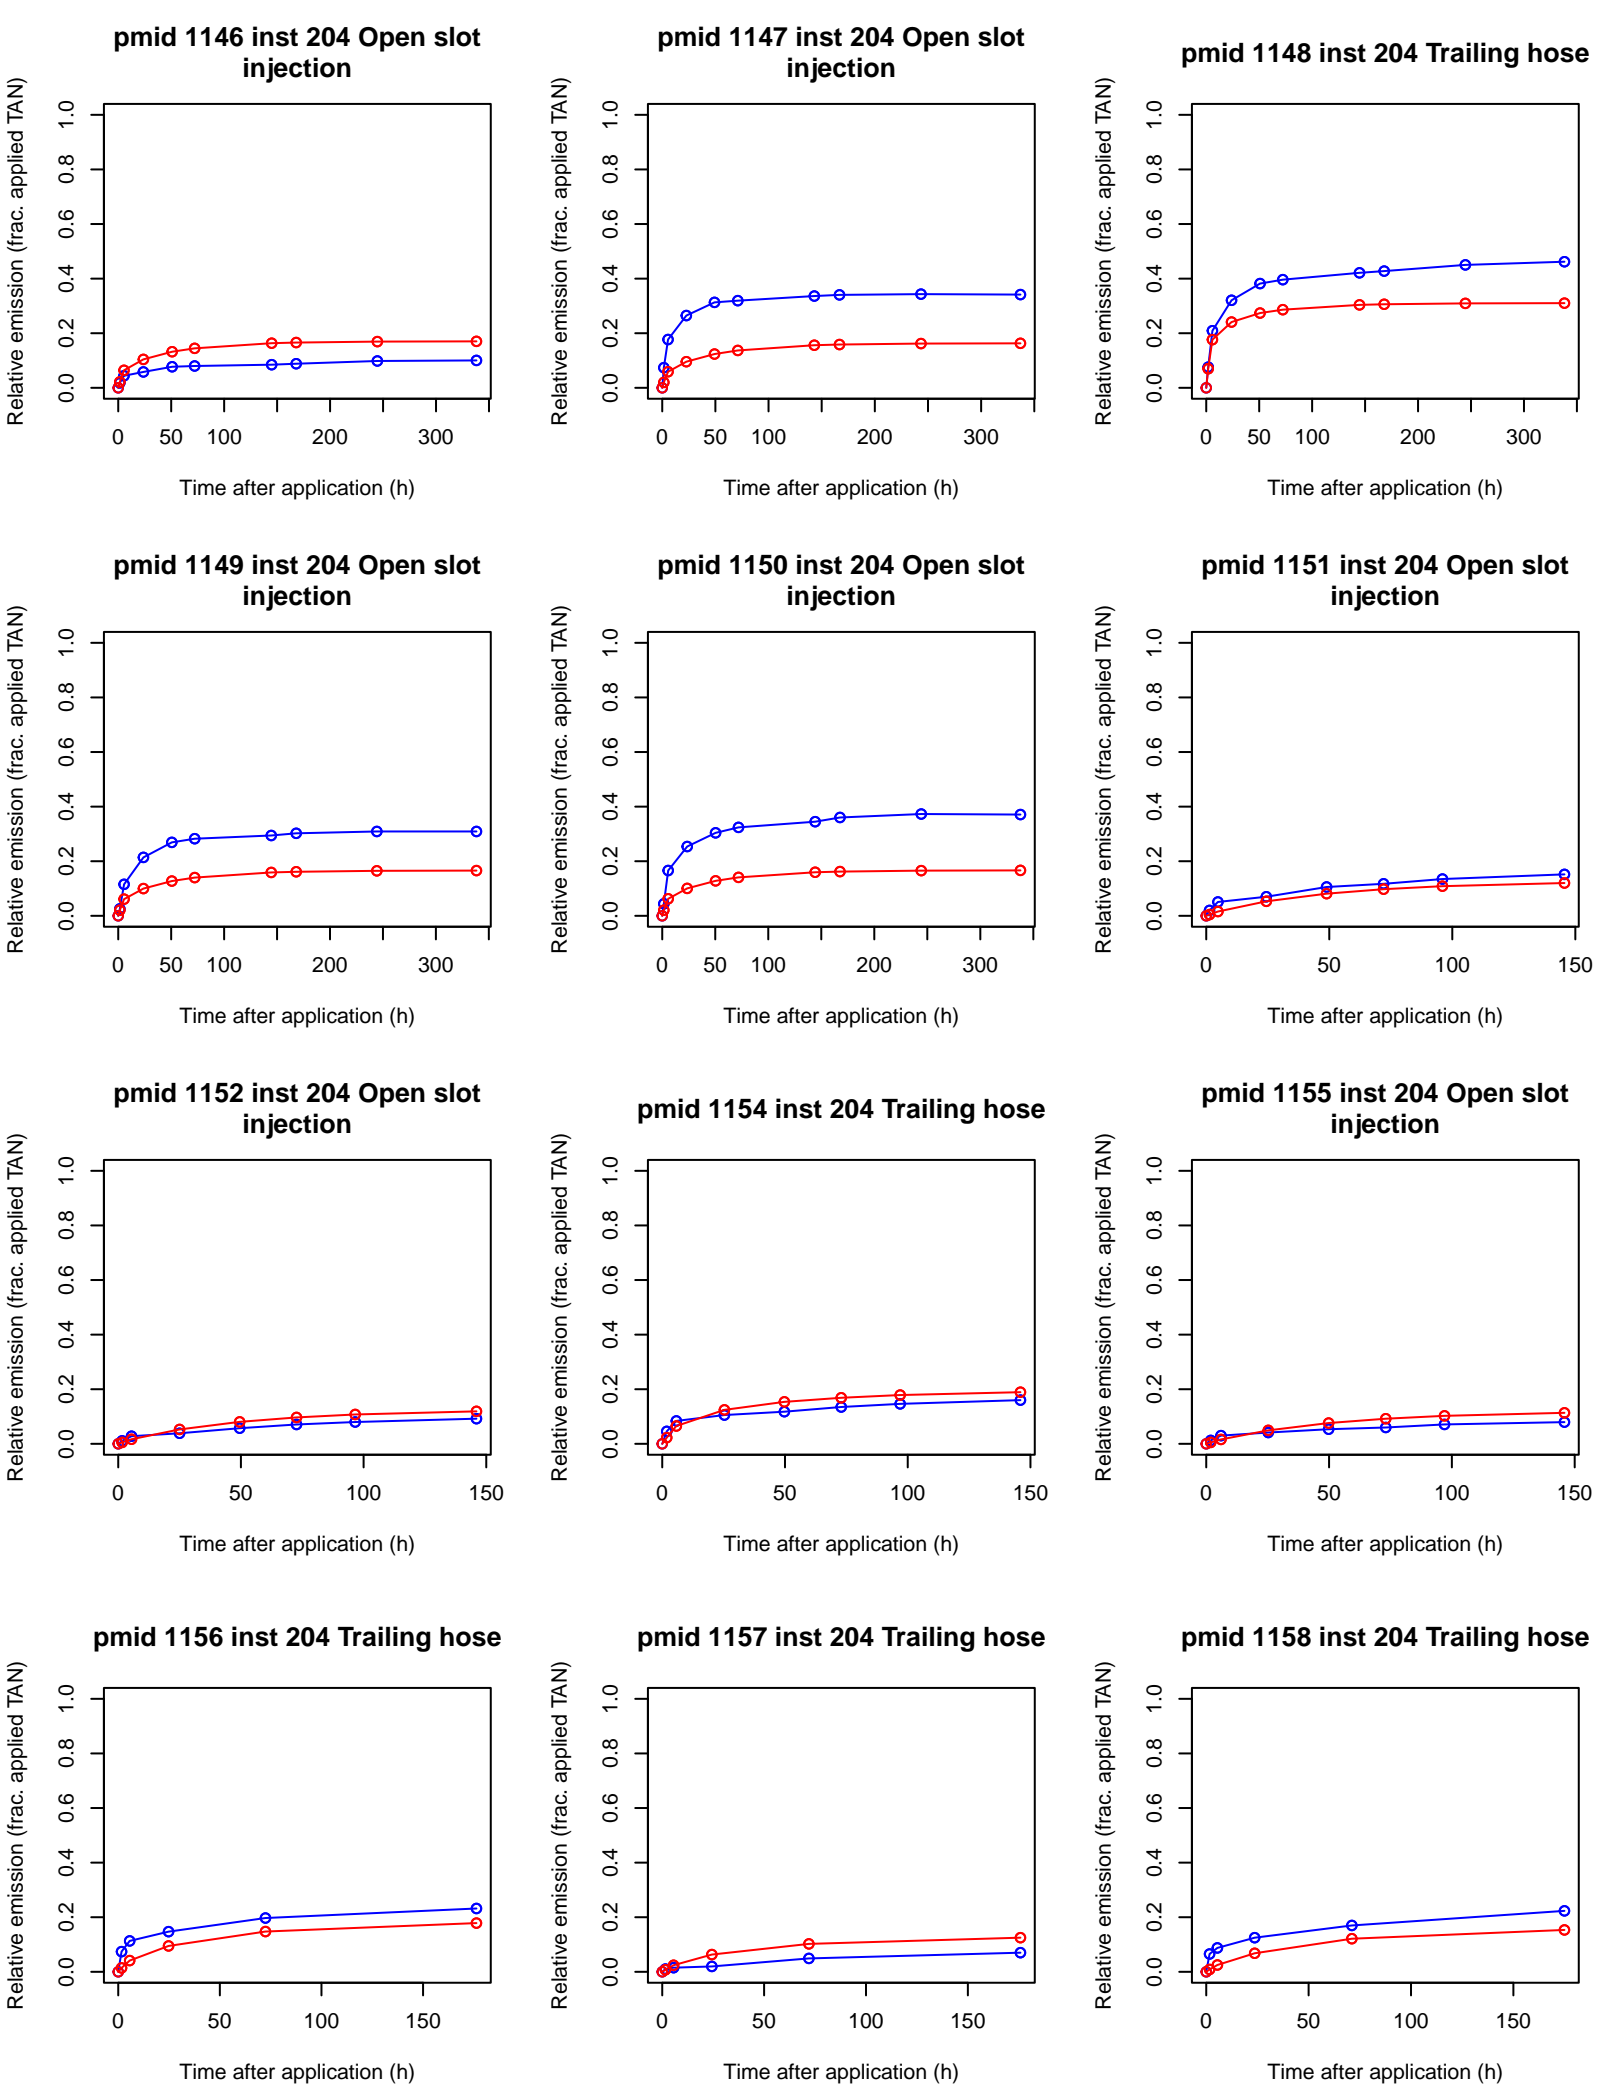 pmid 1146 inst 204 Open slot
injection
Relative emission (frac. applied TAN)
0.0 0.2 0.4 0.6 0.8 1.0
0 50 100 200 300
Time after application (h)
pmid 1147 inst 204 Open slot
injection
Relative emission (frac. applied TAN)
0.0 0.2 0.4 0.6 0.8 1.0
0 50 100 200 300
Time after application (h)
pmid 1148 inst 204 Trailing hose
Relative emission (frac. applied TAN)
0.0 0.2 0.4 0.6 0.8 1.0
0 50 100 200 300
Time after application (h)
pmid 1149 inst 204 Open slot
injection
Relative emission (frac. applied TAN)
0.0 0.2 0.4 0.6 0.8 1.0
0 50 100 200 300
Time after application (h)
pmid 1150 inst 204 Open slot
injection
Relative emission (frac. applied TAN)
0.0 0.2 0.4 0.6 0.8 1.0
0 50 100 200 300
Time after application (h)
pmid 1151 inst 204 Open slot
injection
Relative emission (frac. applied TAN)
0.0 0.2 0.4 0.6 0.8 1.0
0 50 100 150
Time after application (h)
pmid 1152 inst 204 Open slot
injection
Relative emission (frac. applied TAN)
0.0 0.2 0.4 0.6 0.8 1.0
0 50 100 150
Time after application (h)
pmid 1154 inst 204 Trailing hose
Relative emission (frac. applied TAN)
0.0 0.2 0.4 0.6 0.8 1.0
0 50 100 150
Time after application (h)
pmid 1155 inst 204 Open slot
injection
Relative emission (frac. applied TAN)
0.0 0.2 0.4 0.6 0.8 1.0
0 50 100 150
Time after application (h)
pmid 1156 inst 204 Trailing hose
Relative emission (frac. applied TAN)
0.0 0.2 0.4 0.6 0.8 1.0
0 50 100 150
Time after application (h)
pmid 1157 inst 204 Trailing hose
Relative emission (frac. applied TAN)
0.0 0.2 0.4 0.6 0.8 1.0
0 50 100 150
Time after application (h)
pmid 1158 inst 204 Trailing hose
Relative emission (frac. applied TAN)
0.0 0.2 0.4 0.6 0.8 1.0
0 50 100 150
Time after application (h)